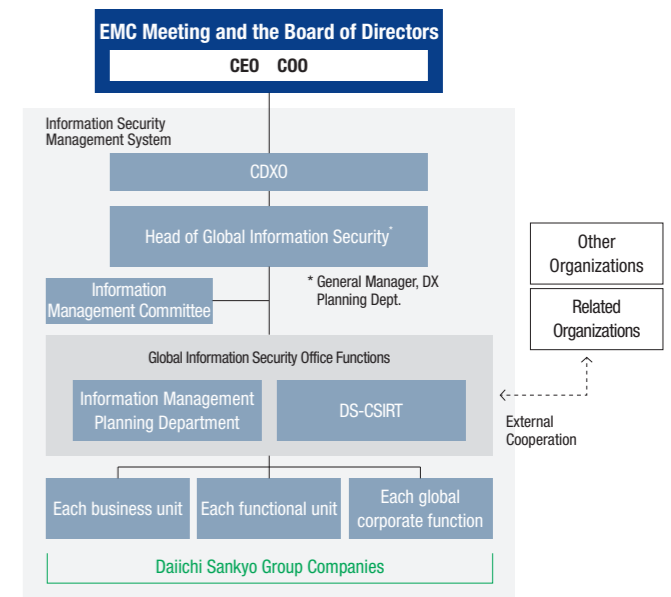 EMC Meeting and the Board of Directors
CEO COO
Information Security
Management System
CDXO
Head of Global Information Security*
* General Manager, DX
Planning Dept.
Information
Management Committee
Other
Organizations
Related
Organizations
Global Information Security Office Functions
Information Management
Planning Department
DS-CSIRT
External
Cooperation
Each business unit
Each functional unit
Each global
corporate function
Daiichi Sankyo Group Companies